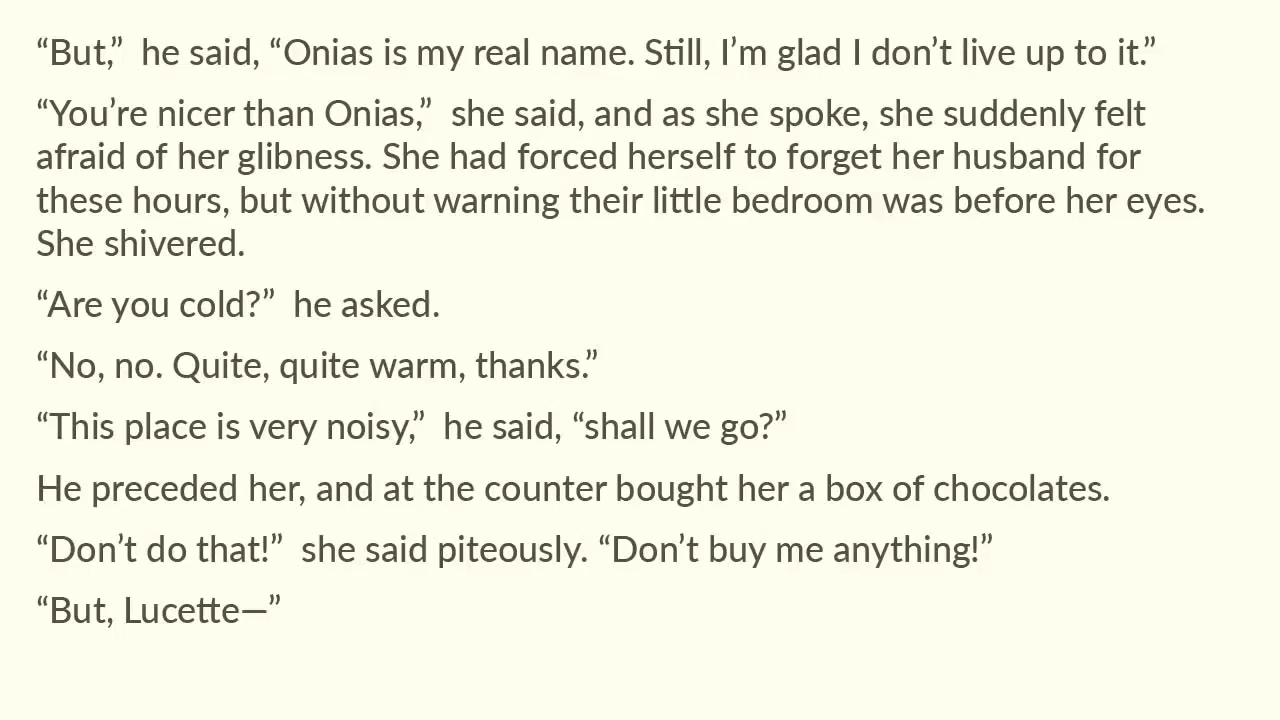 “But,”  he said, “Onias is my real name. Still, I’m glad I don’t live up to it.”
“You’re nicer than Onias,”  she said, and as she spoke, she suddenly felt
afraid of her glibness. She had forced herself to forget her husband for
these hours, but without warning their little bedroom was before her eyes.
She shivered.
“Are you cold?”  he asked.
“No, no. Quite, quite warm, thanks.”
“This place is very noisy,”  he said, “shall we go?”
He preceded her, and at the counter bought her a box of chocolates.
“Don’t do that!”  she said piteously. “Don’t buy me anything!”
“But, Lucette—”